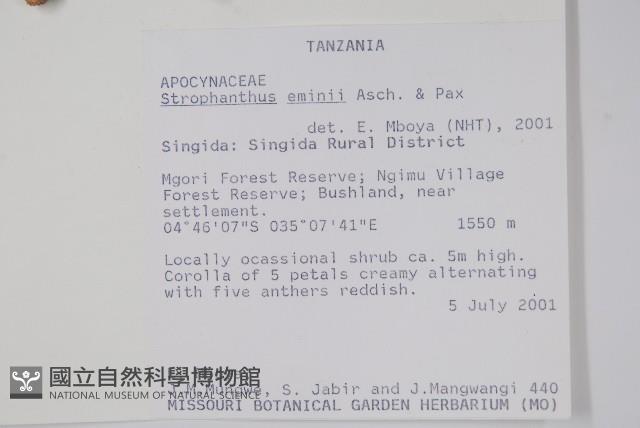 TANZANIA
APOCYNACEAE
Strophanthus eminii Asch. & Pax
det. E. Mboya (NHT), 2001
Singida: Singida Rural District
Mgori Forest Reserve; Ngimu Village
Forest Reserve; Bushland, near
settlement.
04°46'07"S 035°07'41"E 1550 m
Locally ocassional shrub ca. 5m high.
Corolla of 5 petals creamy alternating
with five anthers reddish.
5 July 2001
國立自然科學博物館
NATIONAL MUSEUM OF NATURAL SCIENCE
S. Jabir and J.Mangwangi 440
MISSOURI BOTANICAL GARDEN HERBARIUM (MO)